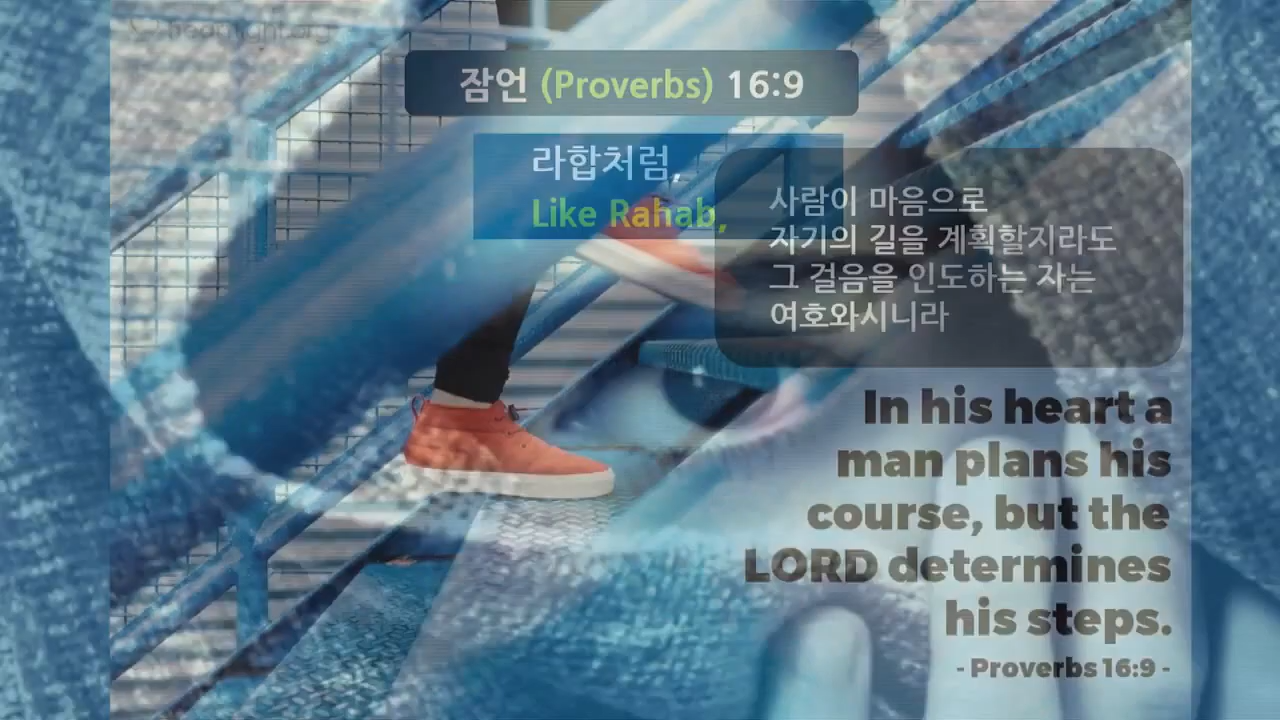 잠언 (Proverbs) 16:9
라합처럼,
Like Rahab,
사람이 마음으로
자기의 길을 계획할지라도
그 걸음을 인도하는 자는
여호와시니라
In his heart a
man plans his
course, but the
LORD determines
his steps.
- Proverbs 16:9 -